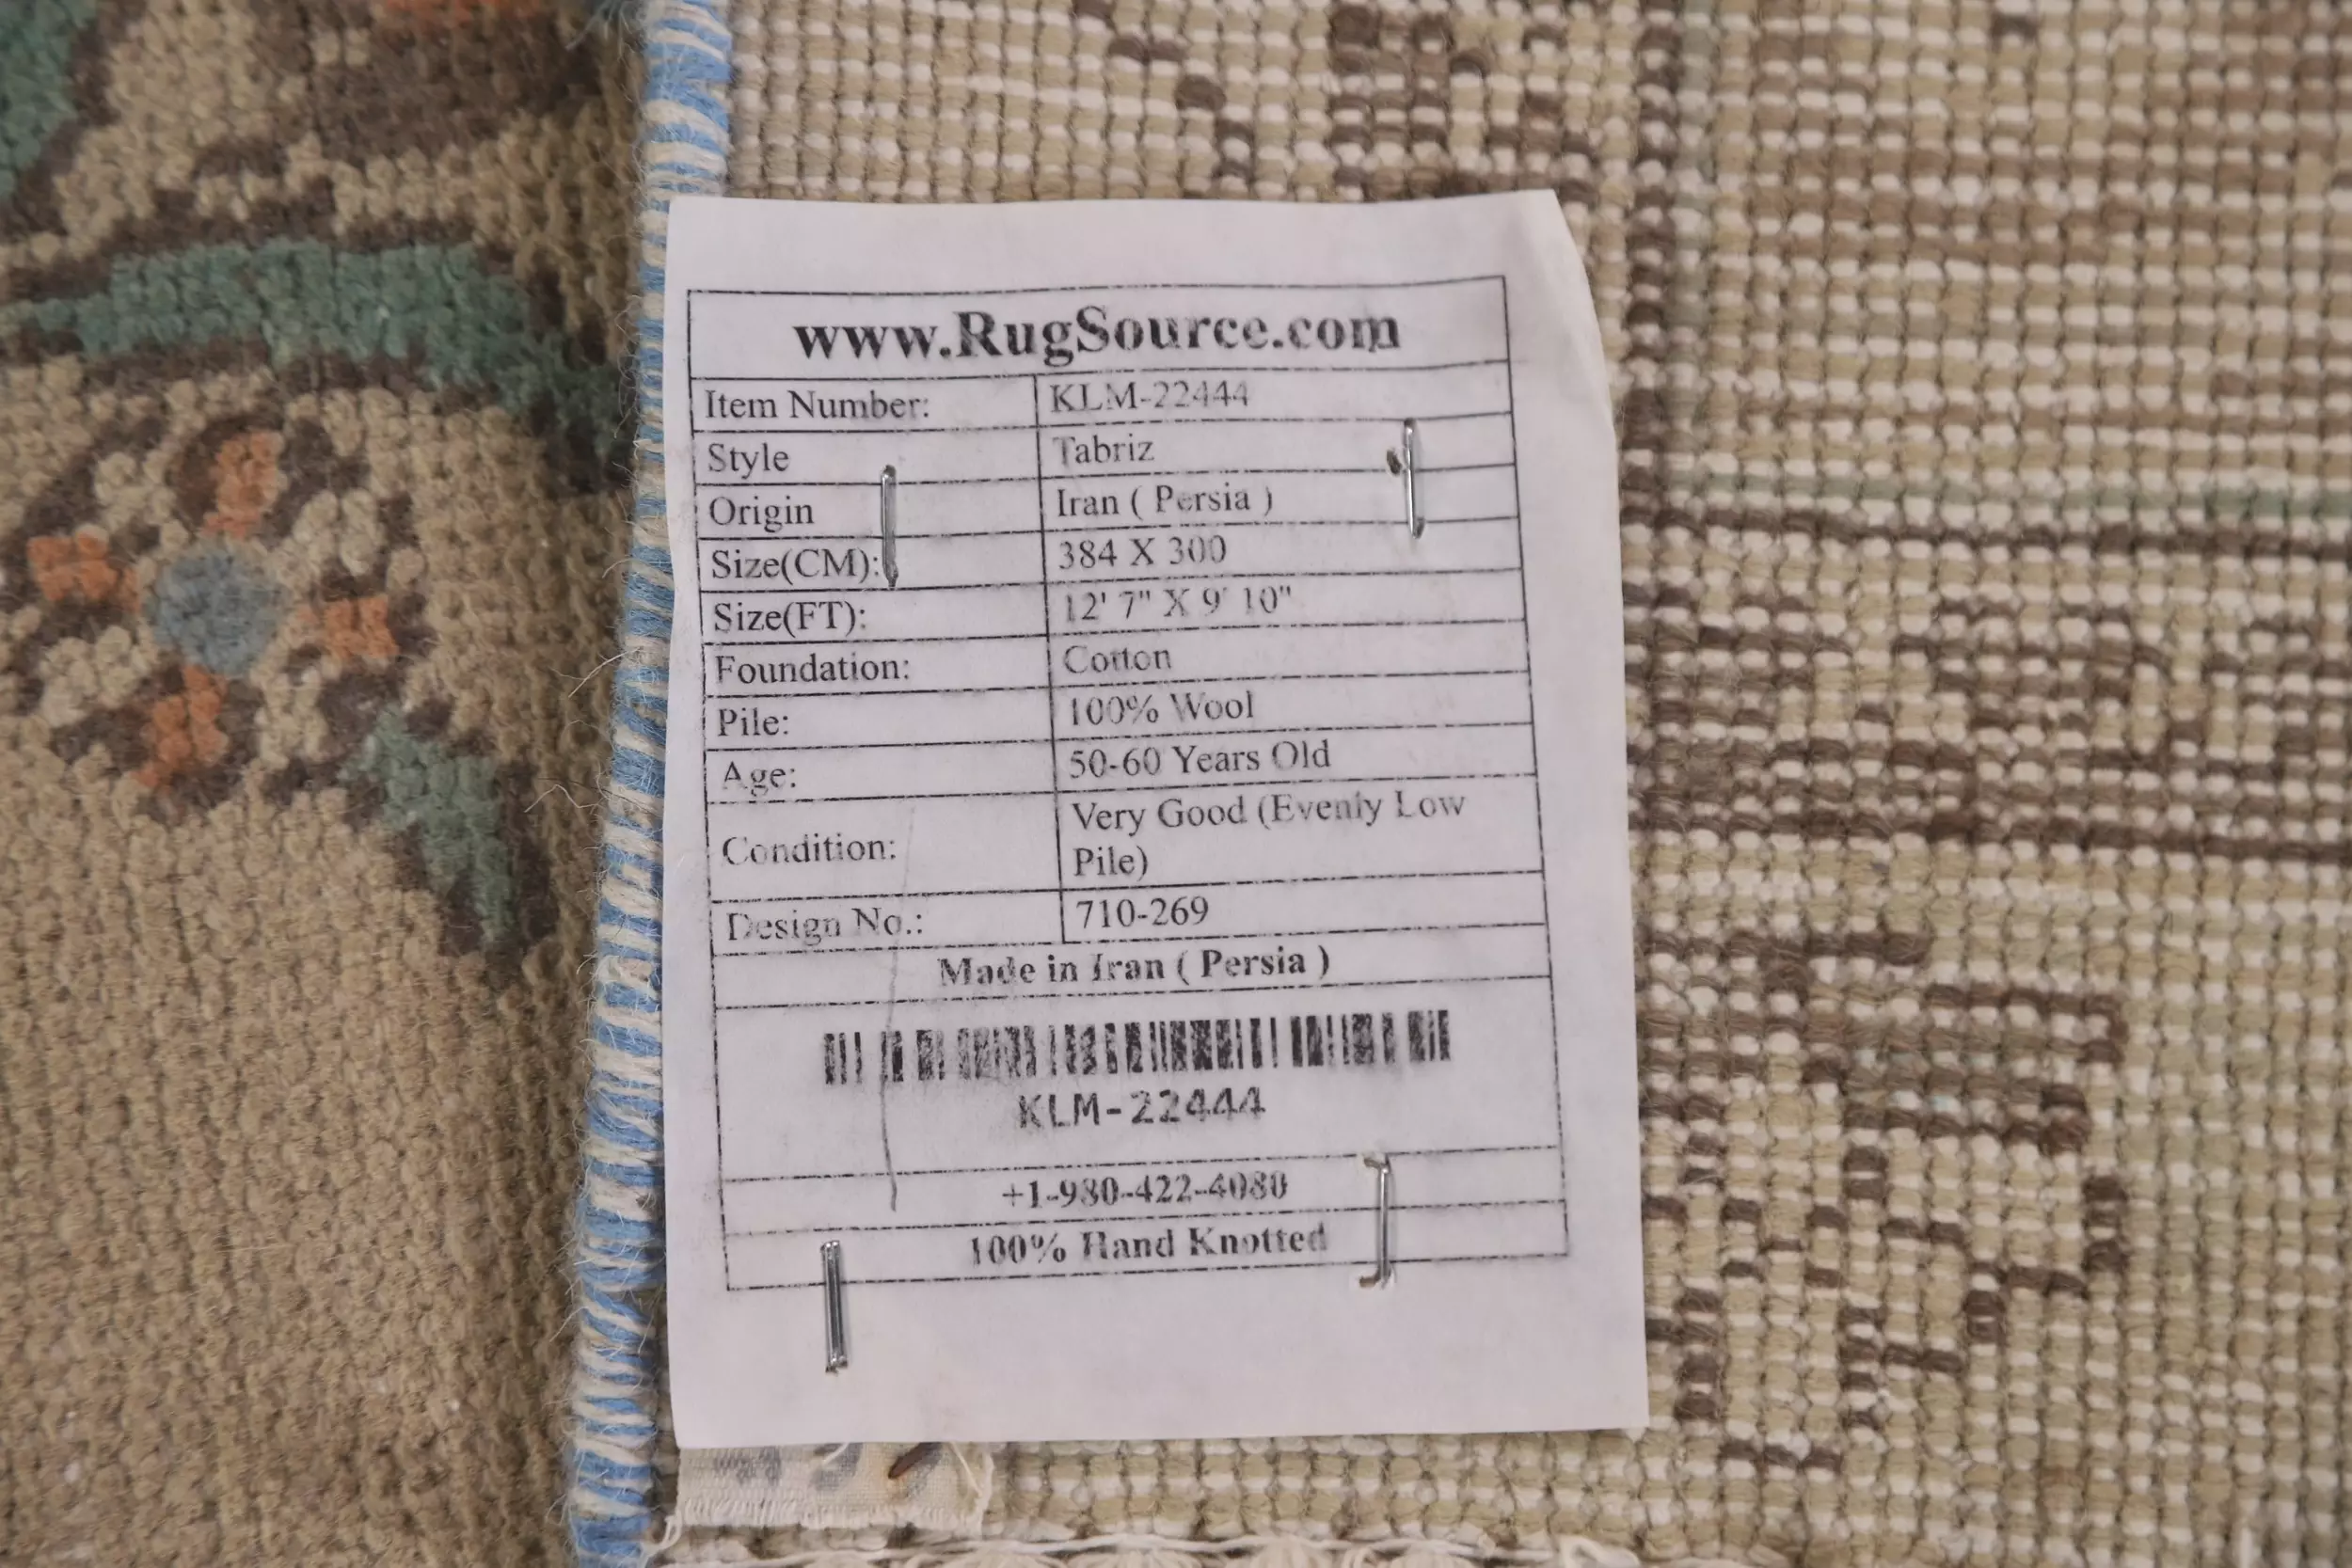 www.RugSource.com
Item Number: KLM-22444
Style Tabriz
Origin Iran ( Persia )
Size(CM): 384 X 300
Size(FT): 12' 7" X 9' 10"
Foundation: Cotton
Pile: 100% Wool
Age: 50-60 Years Old
Condition: Very Good (Evenly Low
Pile)
Design No.: 710-269
Made in Iran ( Persia )
KLM-22444
+1-980-422-4080
100% Hand Knotted